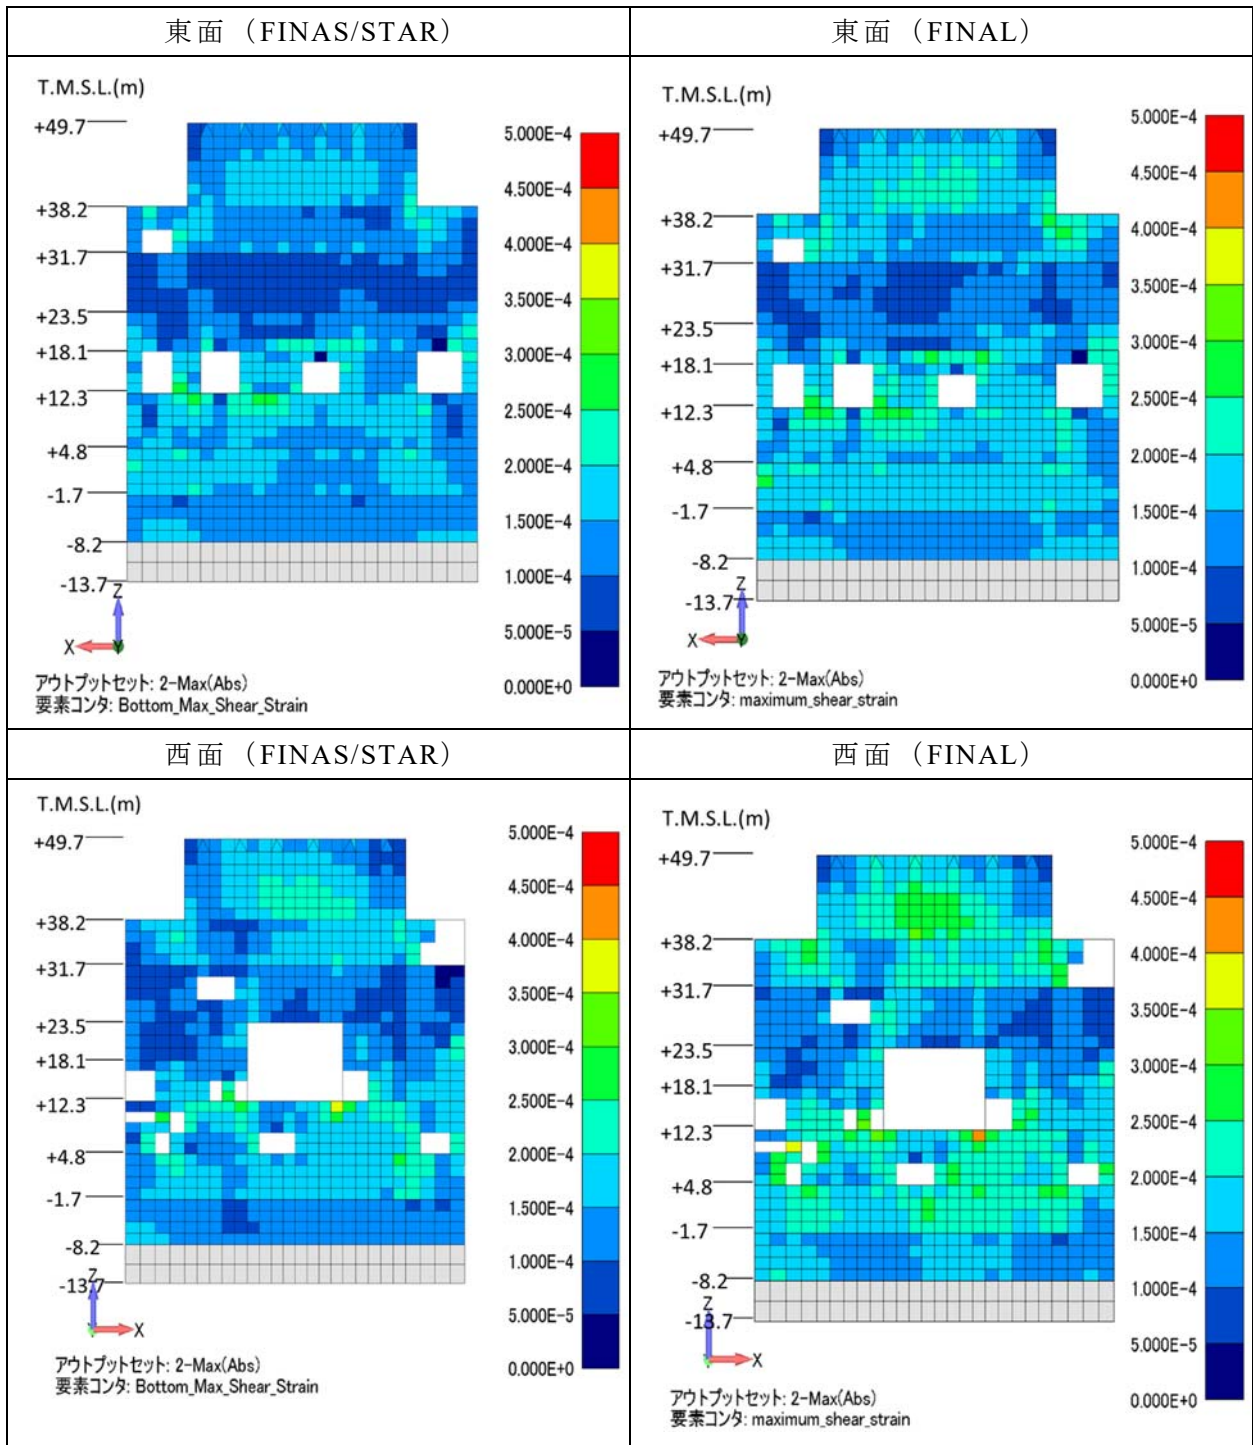 東面（FINAS/STAR）
東面（FINAL）
T.M.S.L.(m)
+49.7
+38.2
+31.7
+23.5
+18.1
+12.3
+4.8
-1.7
-8.2
-13.7
Z
X
Y
5.000E-4
4.500E-4
4.000E-4
3.500E-4
3.000E-4
2.500E-4
2.000E-4
1.500E-4
1.000E-4
5.000E-5
0.000E+0
アウトプットセット: 2-Max(Abs)
要素コンタ: Bottom_Max_Shear_Strain
T.M.S.L.(m)
+49.7
+38.2
+31.7
+23.5
+18.1
+12.3
+4.8
-1.7
-8.2
-13.7
Z
X
Y
5.000E-4
4.500E-4
4.000E-4
3.500E-4
3.000E-4
2.500E-4
2.000E-4
1.500E-4
1.000E-4
5.000E-5
0.000E+0
アウトプットセット: 2-Max(Abs)
要素コンタ: maximum_shear_strain
西面（FINAS/STAR）
西面（FINAL）
T.M.S.L.(m)
+49.7
+38.2
+31.7
+23.5
+18.1
+12.3
+4.8
-1.7
-8.2
-13.7
Z
X
5.000E-4
4.500E-4
4.000E-4
3.500E-4
3.000E-4
2.500E-4
2.000E-4
1.500E-4
1.000E-4
5.000E-5
0.000E+0
アウトプットセット: 2-Max(Abs)
要素コンタ: Bottom_Max_Shear_Strain
T.M.S.L.(m)
+49.7
+38.2
+31.7
+23.5
+18.1
+12.3
+4.8
-1.7
-8.2
-13.7
Z
X
5.000E-4
4.500E-4
4.000E-4
3.500E-4
3.000E-4
2.500E-4
2.000E-4
1.500E-4
1.000E-4
5.000E-5
0.000E+0
アウトプットセット: 2-Max(Abs)
要素コンタ: maximum_shear_strain